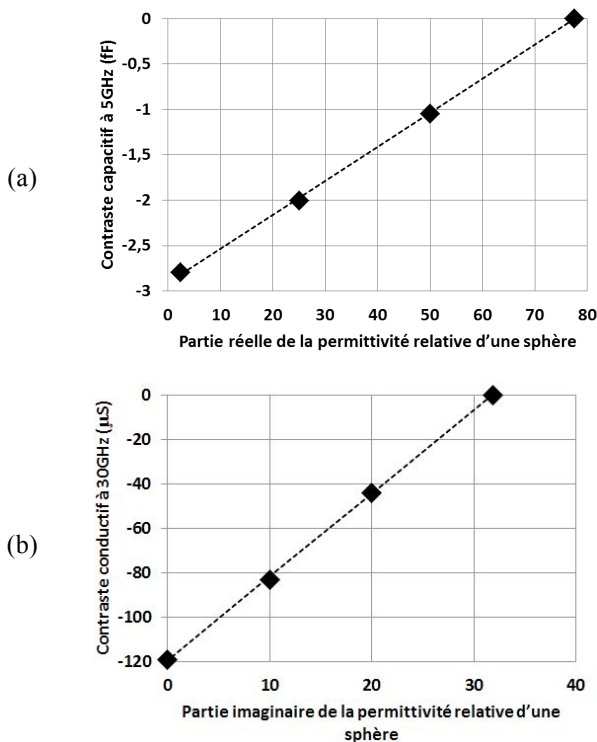 (a)
Contraste capacitif à 5GHz (fF)
0
-0,5
-1
-1,5
-2
-2,5
-3
0 10 20 30 40 50 60 70 80
Partie réelle de la permittivité relative d'une sphère
(b)
Contraste conductif à 30GHz (µS)
0
-20
-40
-60
-80
-100
-120
0 10 20 30 40
Partie imaginaire de la permittivité relative d'une
sphère